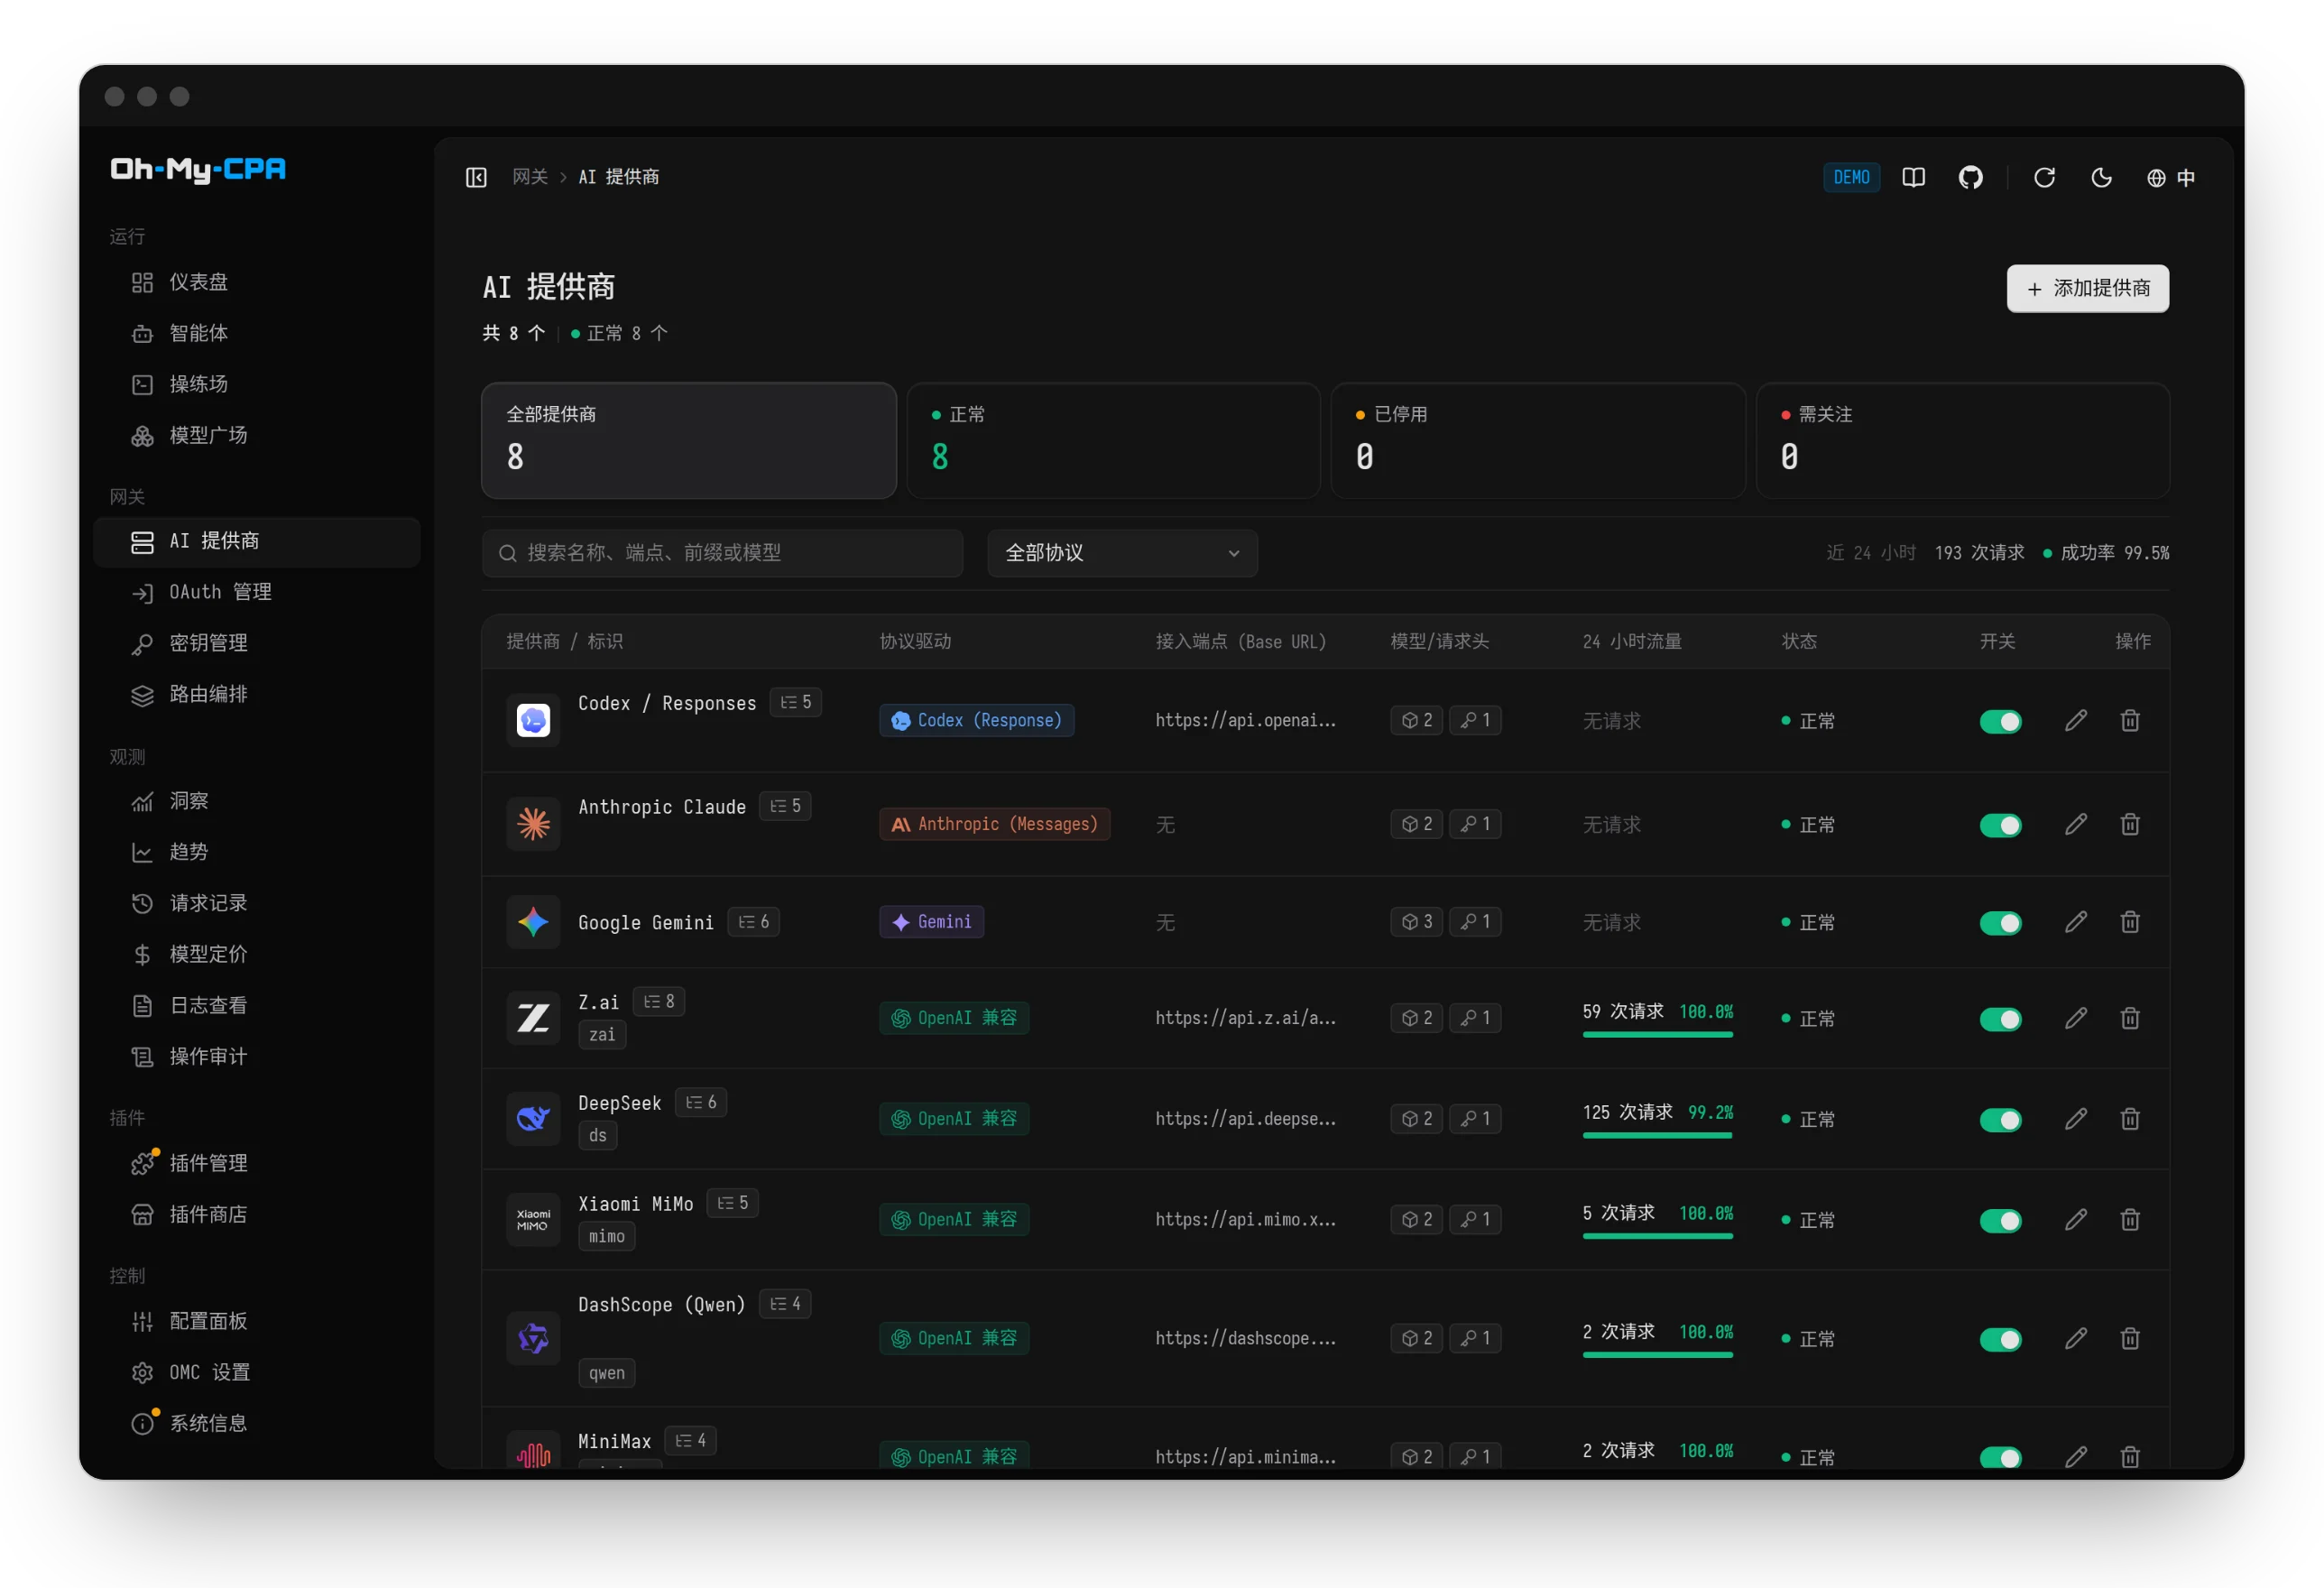 Oh-My-CPA
运行
仪表盘
智能体
操练场
模型广场
网关
AI 提供商
OAuth 管理
密钥管理
路由编排
观测
洞察
趋势
请求记录
模型定价
日志查看
操作审计
插件
插件管理
插件商店
控制
配置面板
OMC 设置
系统信息
网关 > AI 提供商
DEMO
中
AI 提供商
共 8 个 正常 8 个
+ 添加提供商
全部提供商
8
正常
8
已停用
0
需关注
0
搜索名称、端点、前缀或模型
全部协议
近 24 小时 193 次请求 成功率 99.5%
提供商 / 标识 协议驱动 接入端点 (Base URL) 模型/请求头 24 小时流量 状态 开关 操作
Codex / Responses 5
Codex (Response) https://api.openai... 2 1 无请求 正常
Anthropic Claude 5
Anthropic (Messages) 无 2 1 无请求 正常
Google Gemini 6 Gemini 无 3 1 无请求 正常
Z.ai 8
zai
OpenAI 兼容 https://api.z.ai/a... 2 1 59 次请求 100.0% 正常
DeepSeek 6
ds
OpenAI 兼容 https://api.deepse... 2 1 125 次请求 99.2% 正常
Xiaomi
MiMO
Xiaomi MiMo 5
mimo
OpenAI 兼容 https://api.mimo.x... 2 1 5 次请求 100.0% 正常
DashScope (Qwen) 4
qwen
OpenAI 兼容 https://dashscope.... 2 1 2 次请求 100.0% 正常
MiniMax 4
OpenAI 兼容 https://api.minima... 2 1 2 次请求 100.0% 正常